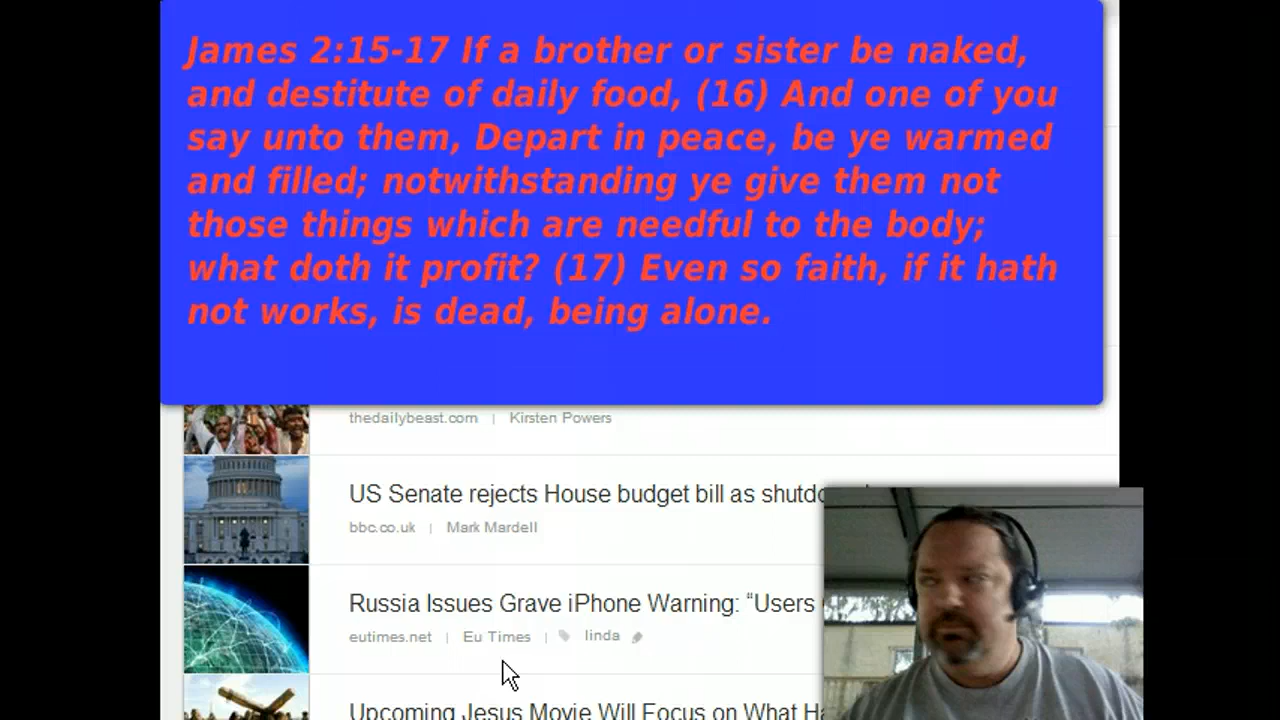 James 2:15-17 If a brother or sister be naked,
and destitute of daily food, (16) And one of you
say unto them, Depart in peace, be ye warmed
and filled; notwithstanding ye give them not
those things which are needful to the body;
what doth it profit? (17) Even so faith, if it hath
not works, is dead, being alone.
thedailybeast.com | Kirsten Powers
US Senate rejects House budget bill as
bbc.co.uk | Mark Mardell
Russia Issues Grave iPhone Warning: “Users
eutimes.net | Eu Times | linda
Upcoming Jesus Movie Will Focus on What